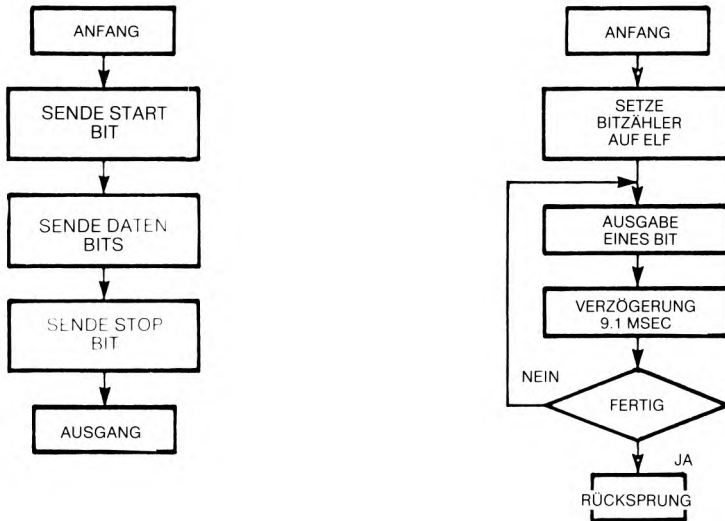 ANFANG
SENDE START
BIT
SENDE DATEN
BITS
SENDE STOP
BIT
AUSGANG
ANFANG
SETZE
BITZÄHLER
AUF ELF
AUSGABE
EINES BIT
VERZÖGERUNG
9.1 MSEC
NEIN
FERTIG
JA
RÜCKSPRUNG